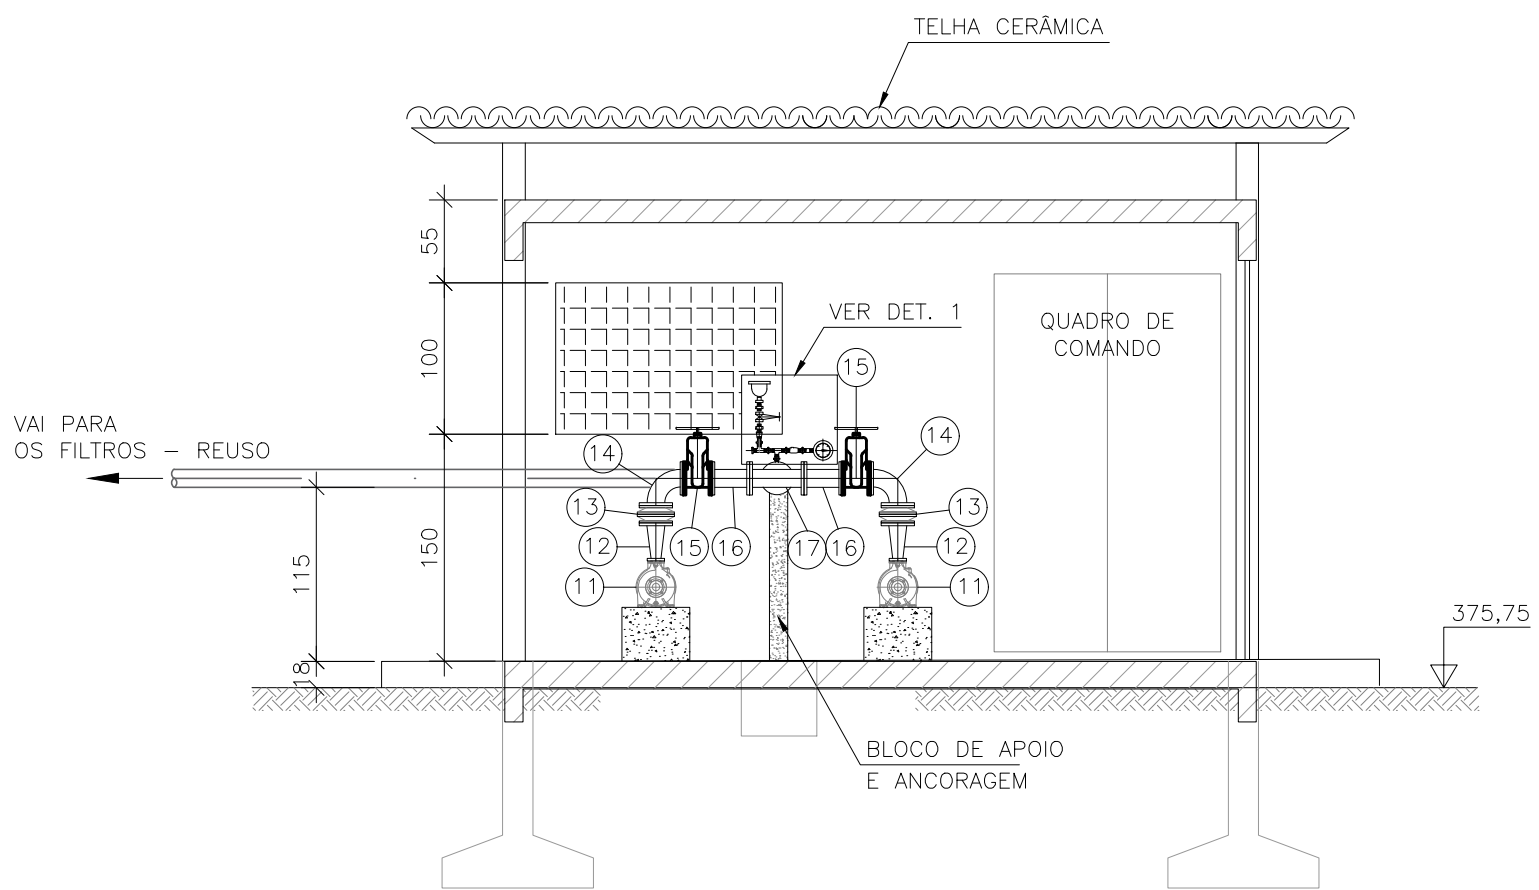 TELHA CERÂMICA
55
100
150
115
18
VER DET. 1
QUADRO DE
COMANDO
VAI PARA
OS FILTROS – REUSO
15
14
14
13
13
12
15
16
17
16
12
11
11
375,75
BLOCO DE APOIO
E ANCORAGEM